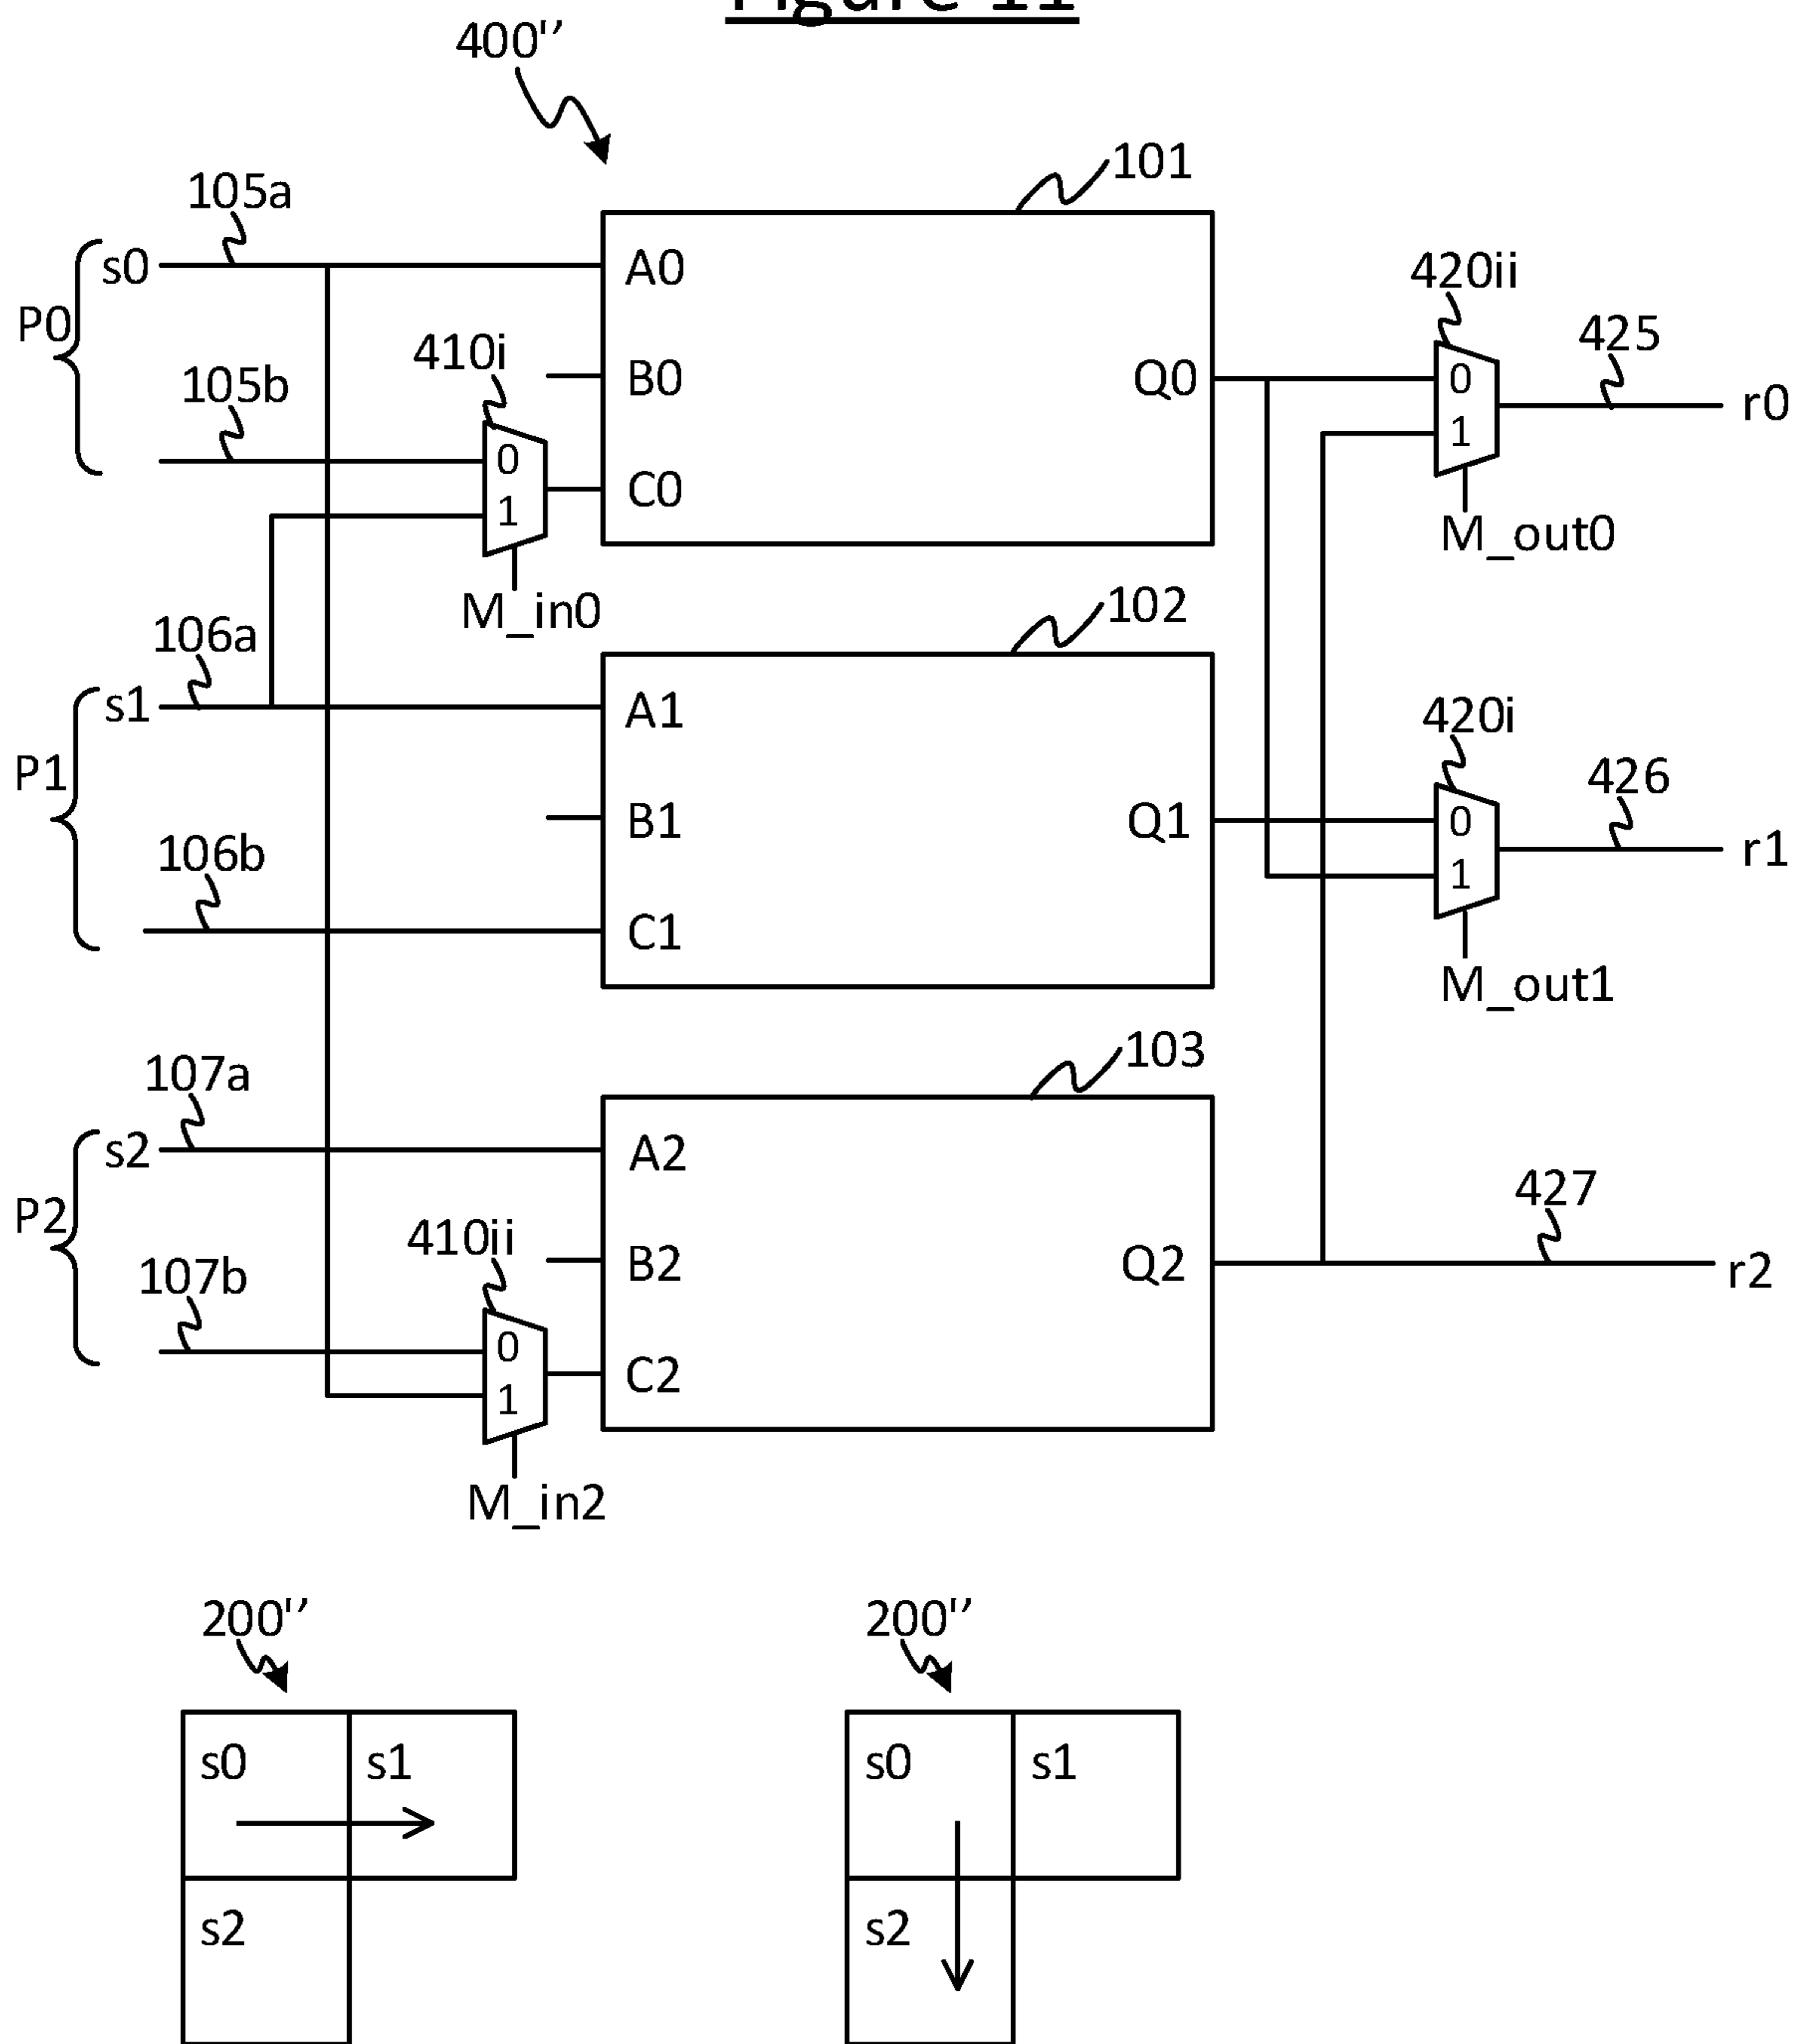 Figure 11
400''
105a
101
s0
A0
420ii
P0
410i
425
105b
B0
Q0
0
r0
0
1
C0
1
M_out0
M_in0
102
106a
s1
A1
420i
P1
426
B1
Q1
0
r1
106b
1
C1
M_out1
103
107a
s2
A2
427
P2
410ii
B2
Q2
r2
107b
0
C2
1
M_in2
200''
200''
s0
s1
s0
s1
s2
s2